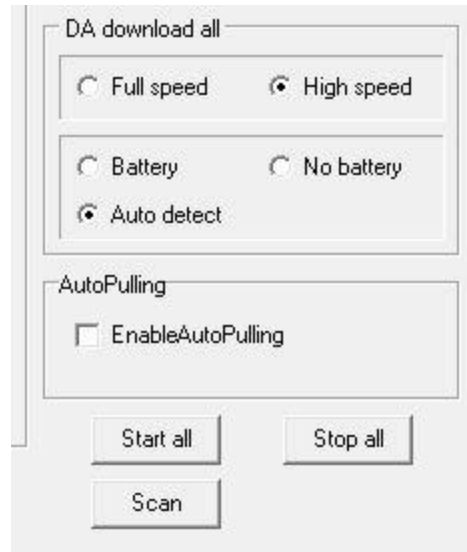 DA download all
Full speed High speed
Battery No battery
Auto detect
AutoPulling
EnableAutoPulling
Start all Stop all
Scan